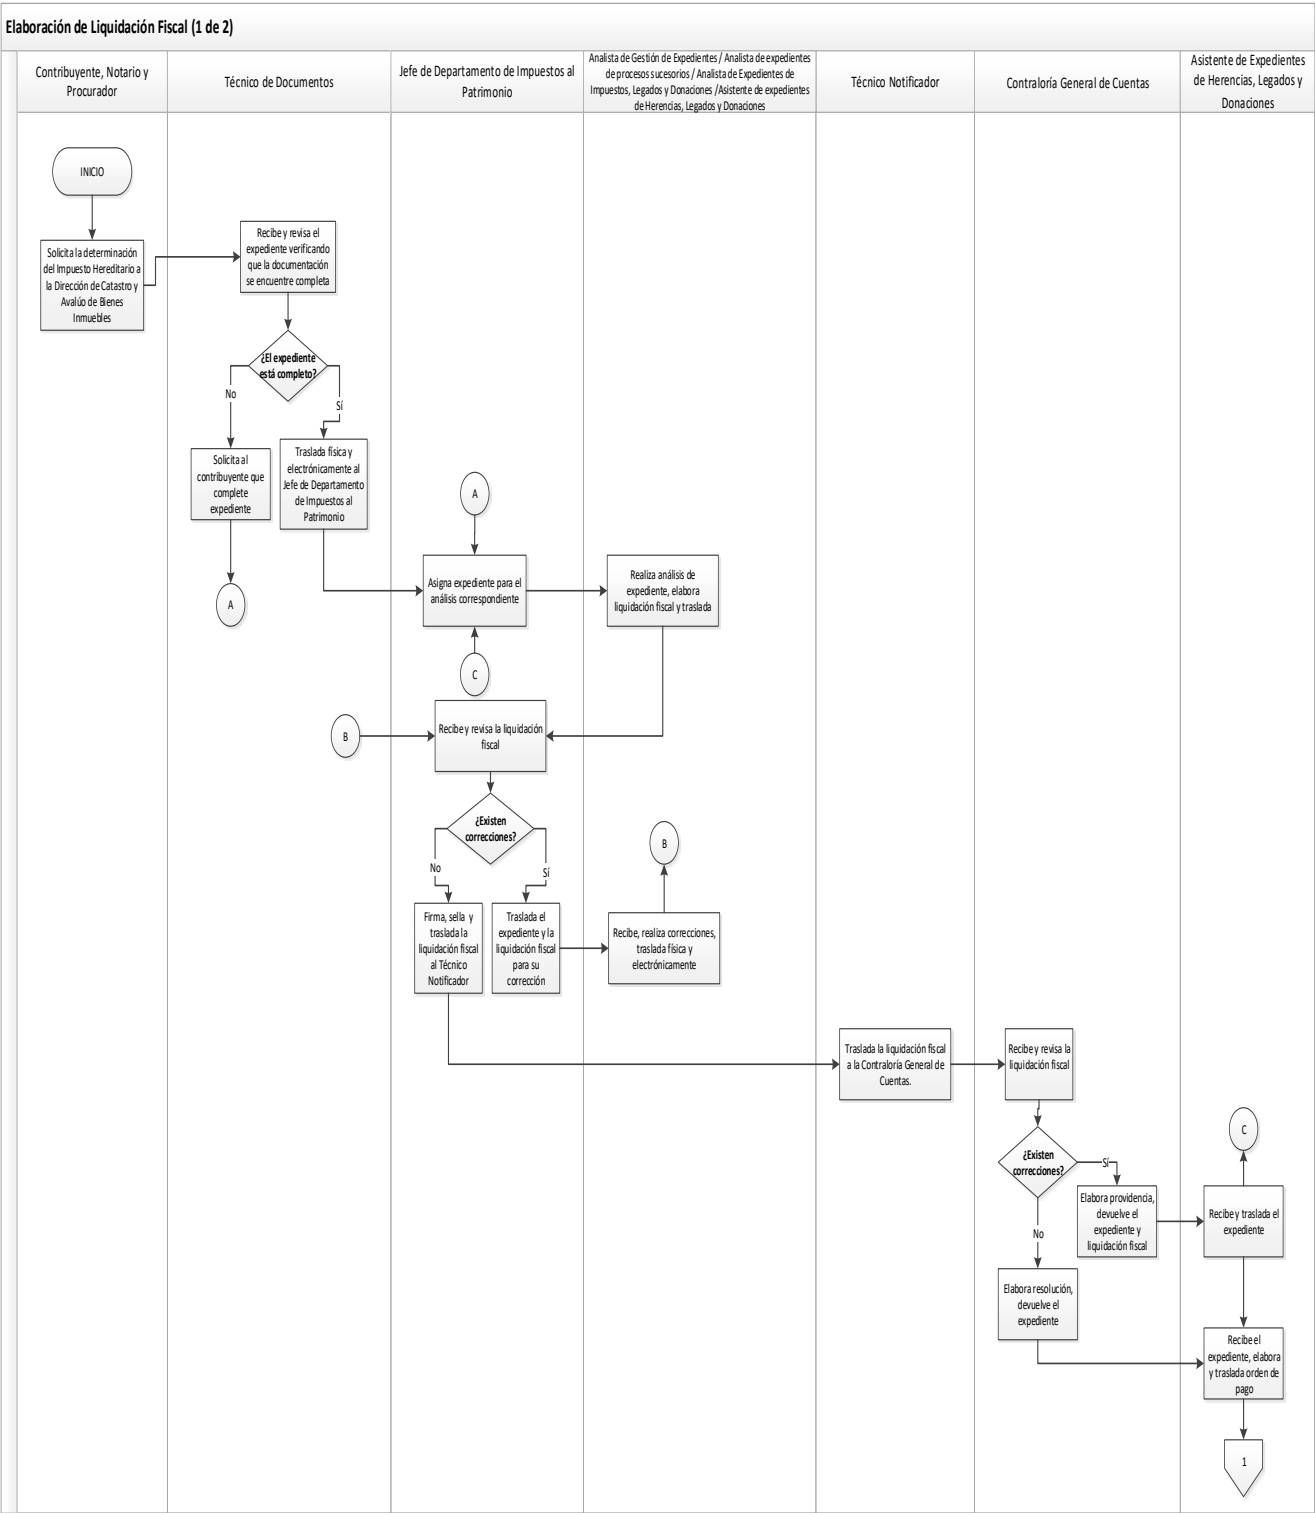 Elaboración de Liquidación Fiscal (1 de 2)
Contribuyente, Notario y
Procurador
Técnico de Documentos
Jefe de Departamento de Impuestos al
Patrimonio
Analista de Gestión de Expedientes / Analista de expedientes
de procesos sucesorios / Analista de Expedientes de
Impuestos, Legados y Donaciones /Asistente de expedientes
de Herencias, Legados y Donaciones
Técnico Notificador
Contraloría General de Cuentas
Asistente de Expedientes
de Herencias, Legados y
Donaciones
INICIO
Solicita la determinación
del Impuesto Hereditario a
la Dirección de Catastro y
Avalúo de Bienes
Inmuebles
Recibe y revisa el
expediente verificando
que la documentación
se encuentre completa
¿El expediente
está completo?
No
Sí
Solicita al
contribuyente que
complete
expediente
Traslada física y
electrónicamente al
Jefe de Departamento
de Impuestos al
Patrimonio
A
A
Asigna expediente para el
análisis correspondiente
Realiza análisis de
expediente, elabora
liquidación fiscal y traslada
C
B
Recibe y revisa la liquidación
fiscal
¿Existen
correcciones?
No
Sí
B
Firma, sella y
traslada la
liquidación fiscal
al Técnico
Notificador
Traslada el
expediente y la
liquidación fiscal
para su
corrección
Recibe, realiza correcciones,
traslada física y
electrónicamente
Traslada la liquidación fiscal
a la Contraloría General de
Cuentas.
Recibe y revisa la
liquidación fiscal
¿Existen
correcciones?
Sí
No
C
Elabora providencia,
devuelve el
expediente y
liquidación fiscal
Recibe y traslada el
expediente
Elabora resolución,
devuelve el
expediente
Recibe el
expediente, elabora
y traslada orden de
pago
1